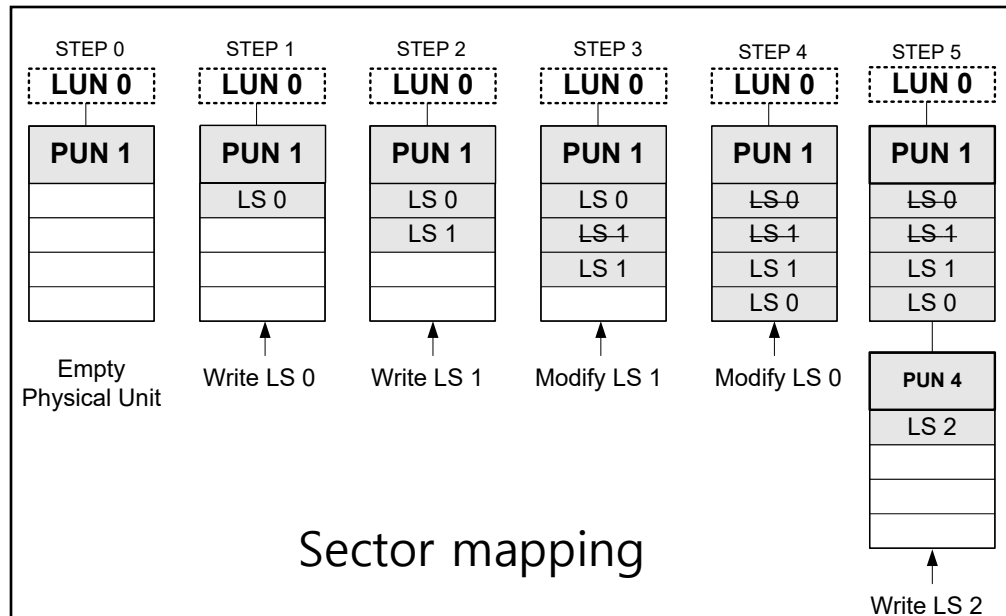 STEP 0
LUN 0
PUN 1
Empty
Physical Unit
STEP 1
LUN 0
PUN 1
LS 0
Write LS 0
STEP 2
LUN 0
PUN 1
LS 0
LS 1
Write LS 1
STEP 3
LUN 0
PUN 1
LS 0
LS 1
LS 1
Modify LS 1
STEP 4
LUN 0
PUN 1
LS 0
LS 1
LS 1
LS 0
Modify LS 0
STEP 5
LUN 0
PUN 1
LS 0
LS 1
LS 1
LS 0
PUN 4
LS 2
Write LS 2
Sector mapping